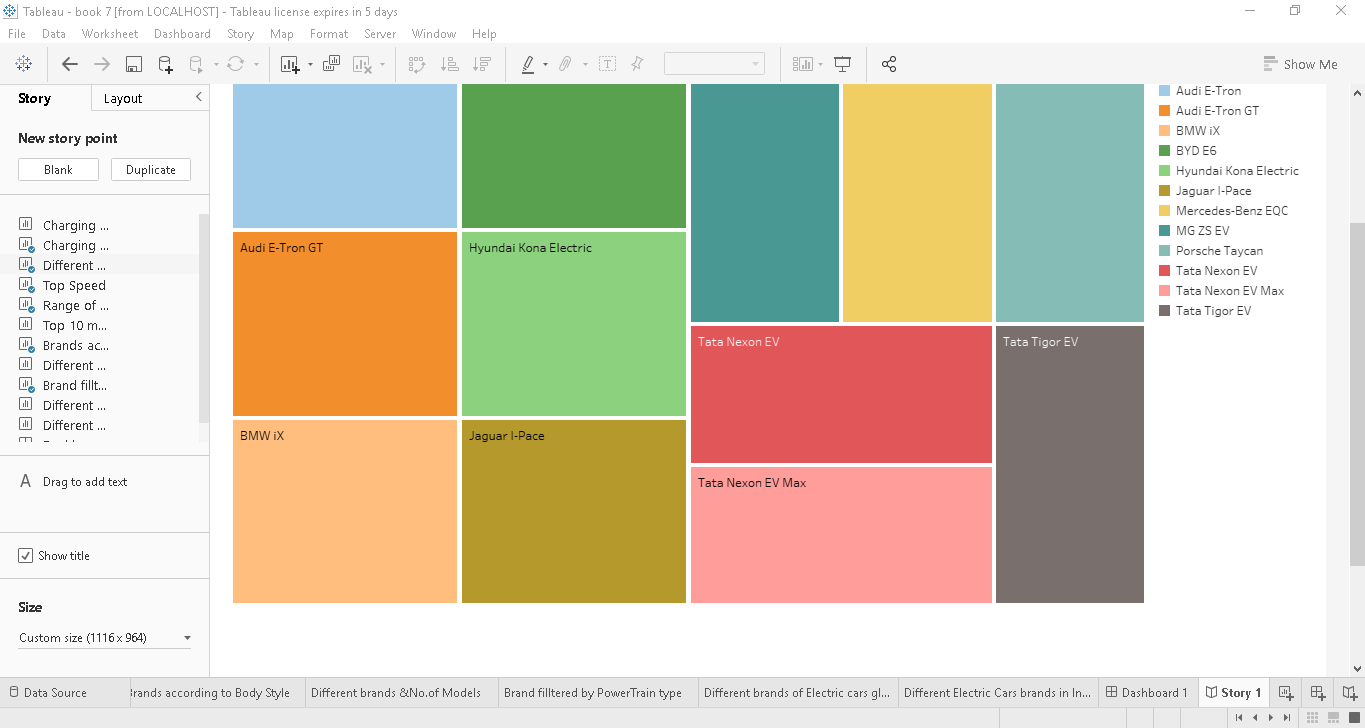 Tableau - book 7 [from LOCALHOST] - Tableau license expires in 5 days
File Data Worksheet Dashboard Story Map Format Server Window Help
Show Me
Story Layout
New story point
Blank Duplicate
Charging ...
Charging ...
Different ...
Top Speed
Range of ...
Top 10 m...
Brands ac...
Different ...
Brand fillt...
Different ...
Different ...
A Drag to add text
Show title
Size
Custom size (1116 x 964)
Audi E-Tron GT
Hyundai Kona Electric
BMW iX
Jaguar I-Pace
Tata Nexon EV
Tata Tigor EV
Tata Nexon EV Max
Audi E-Tron
Audi E-Tron GT
BMW iX
BYD E6
Hyundai Kona Electric
Jaguar I-Pace
Mercedes-Benz EQC
MG ZS EV
Porsche Taycan
Tata Nexon EV
Tata Nexon EV Max
Tata Tigor EV
Data Source Brands according to Body Style Different brands &No.of Models Brand filltered by PowerTrain type Different brands of Electric cars gl... Different Electric Cars brands in In... Dashboard 1 Story 1